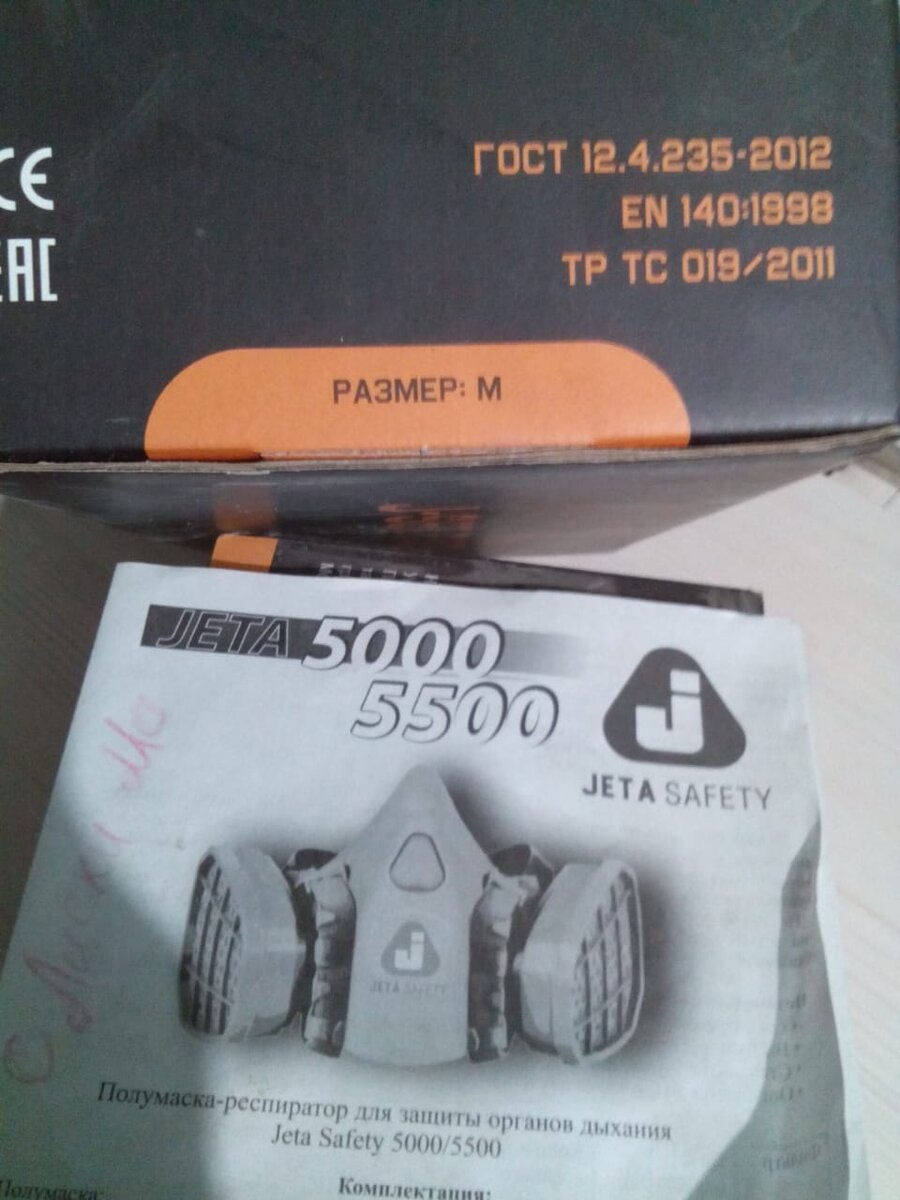 CE
EAC
ГОСТ 12.4.235-2012
EN 140:1998
ТР ТС 019/2011
РАЗМЕР: М
JETA 5000
5500
J
JETA SAFETY
J
JETA SAFETY
Полумаска-респиратор для защиты органов дыхания
Jeta Safety 5000/5500
Полумаска
Комплектация: